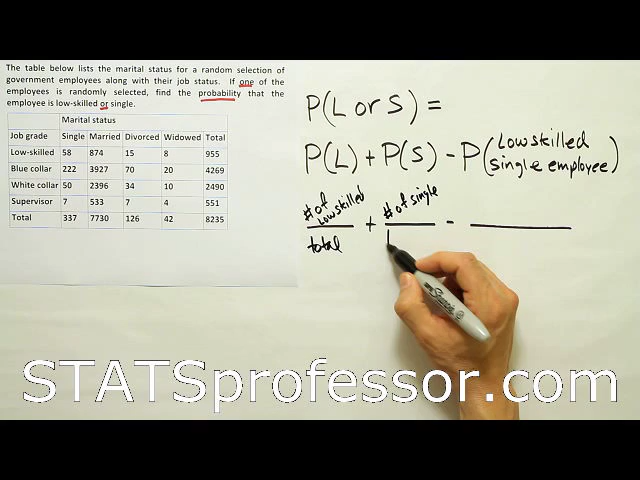 The table below lists the marital status for a random selection of
government employees along with their job status. If one of the
employees is randomly selected, find the probability that the
employee is low-skilled or single.
Marital status
Job grade Single Married Divorced Widowed Total
Low-skilled 58 874 15 8 955
Blue collar 222 3927 70 20 4269
White collar 50 2396 34 10 2490
Supervisor 7 533 7 4 551
Total 337 7730 126 42 8235
P(L or S) =
P(L) + P(S) - P(Low skilled
single employee)
# of
Low skilled
+ # of single -
total
Sharpie
STATSprofessor.com